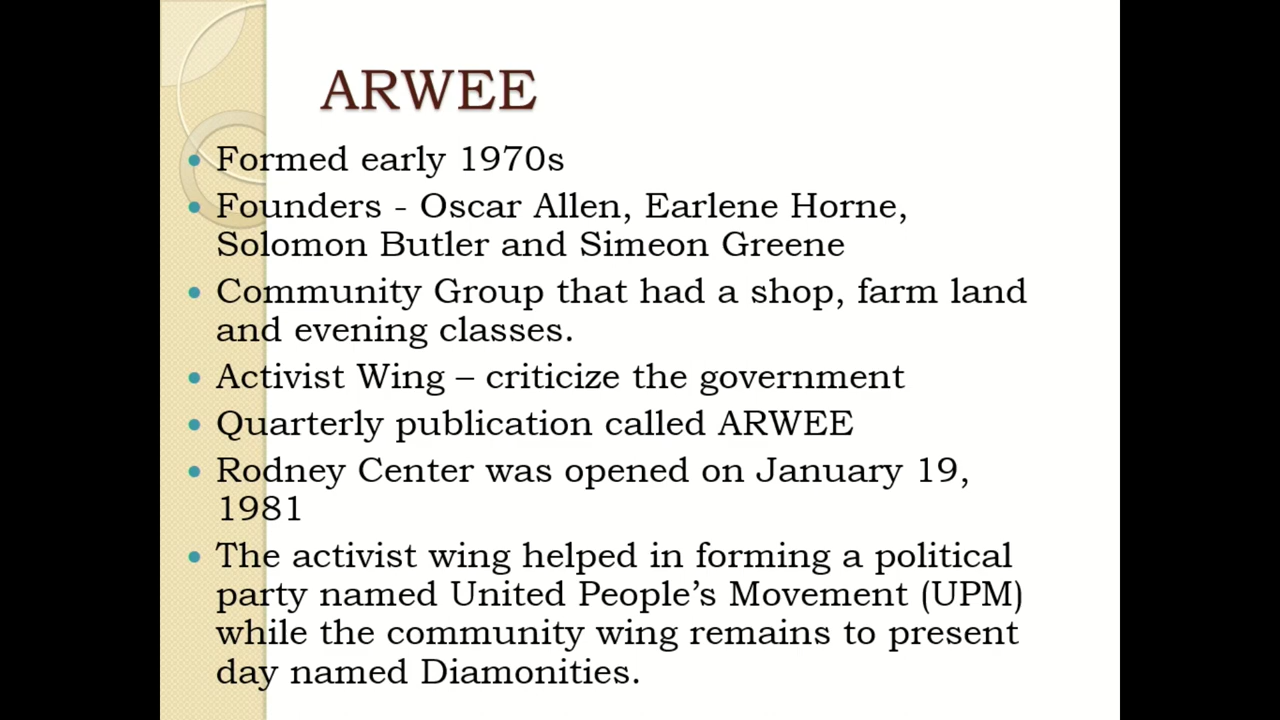 ARWEE
• Formed early 1970s
• Founders - Oscar Allen, Earlene Horne,
Solomon Butler and Simeon Greene
• Community Group that had a shop, farm land
and evening classes.
• Activist Wing – criticize the government
• Quarterly publication called ARWEE
• Rodney Center was opened on January 19,
1981
• The activist wing helped in forming a political
party named United People’s Movement (UPM)
while the community wing remains to present
day named Diamonities.